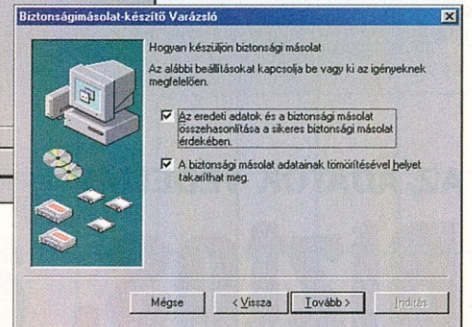 Biztonságimásolat-készítő Varázsló
Hogyan készüljön biztonsági másolat
Az alábbi beállításokat kapcsolja be vagy ki az igényeknek
megfelelően.
Az eredeti adatok és a biztonsági másolat
összehasonlítása a sikeres biztonsági másolat
érdekében.
A biztonsági másolat adatainak tömörítésével helyet
takaríthat meg.
Mégse
< Vissza
Tovább >
Indítás